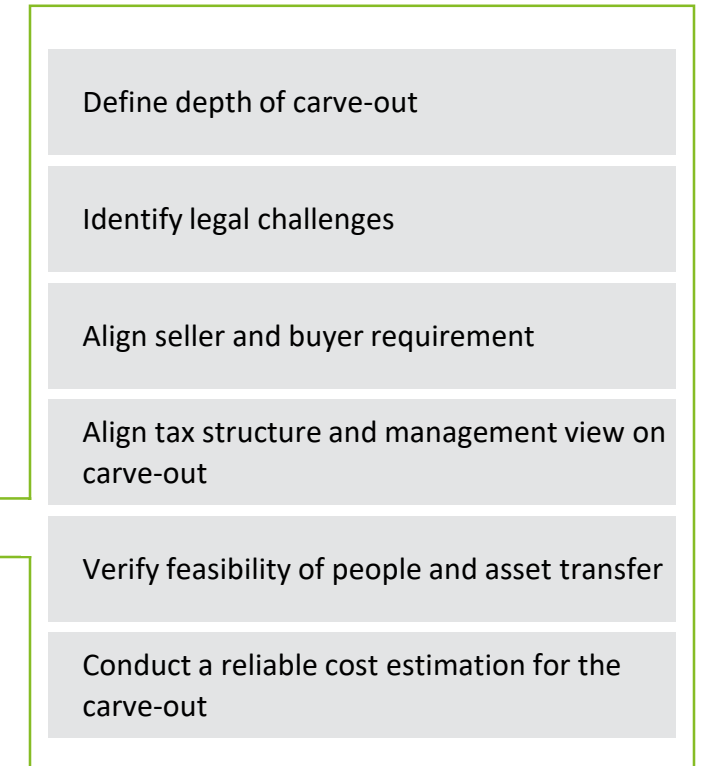 Define depth of carve-out
Identify legal challenges
Align seller and buyer requirement
Align tax structure and management view on
carve-out
Verify feasibility of people and asset transfer
Conduct a reliable cost estimation for the
carve-out